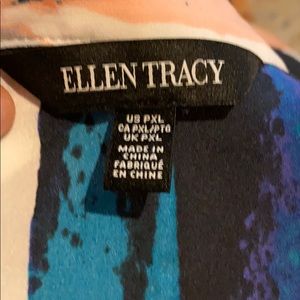 ELLEN TRACY
US PXL
CA PXL/PTG
UK PXL
MADE IN
CHINA
FABRIQUÉ
EN CHINE